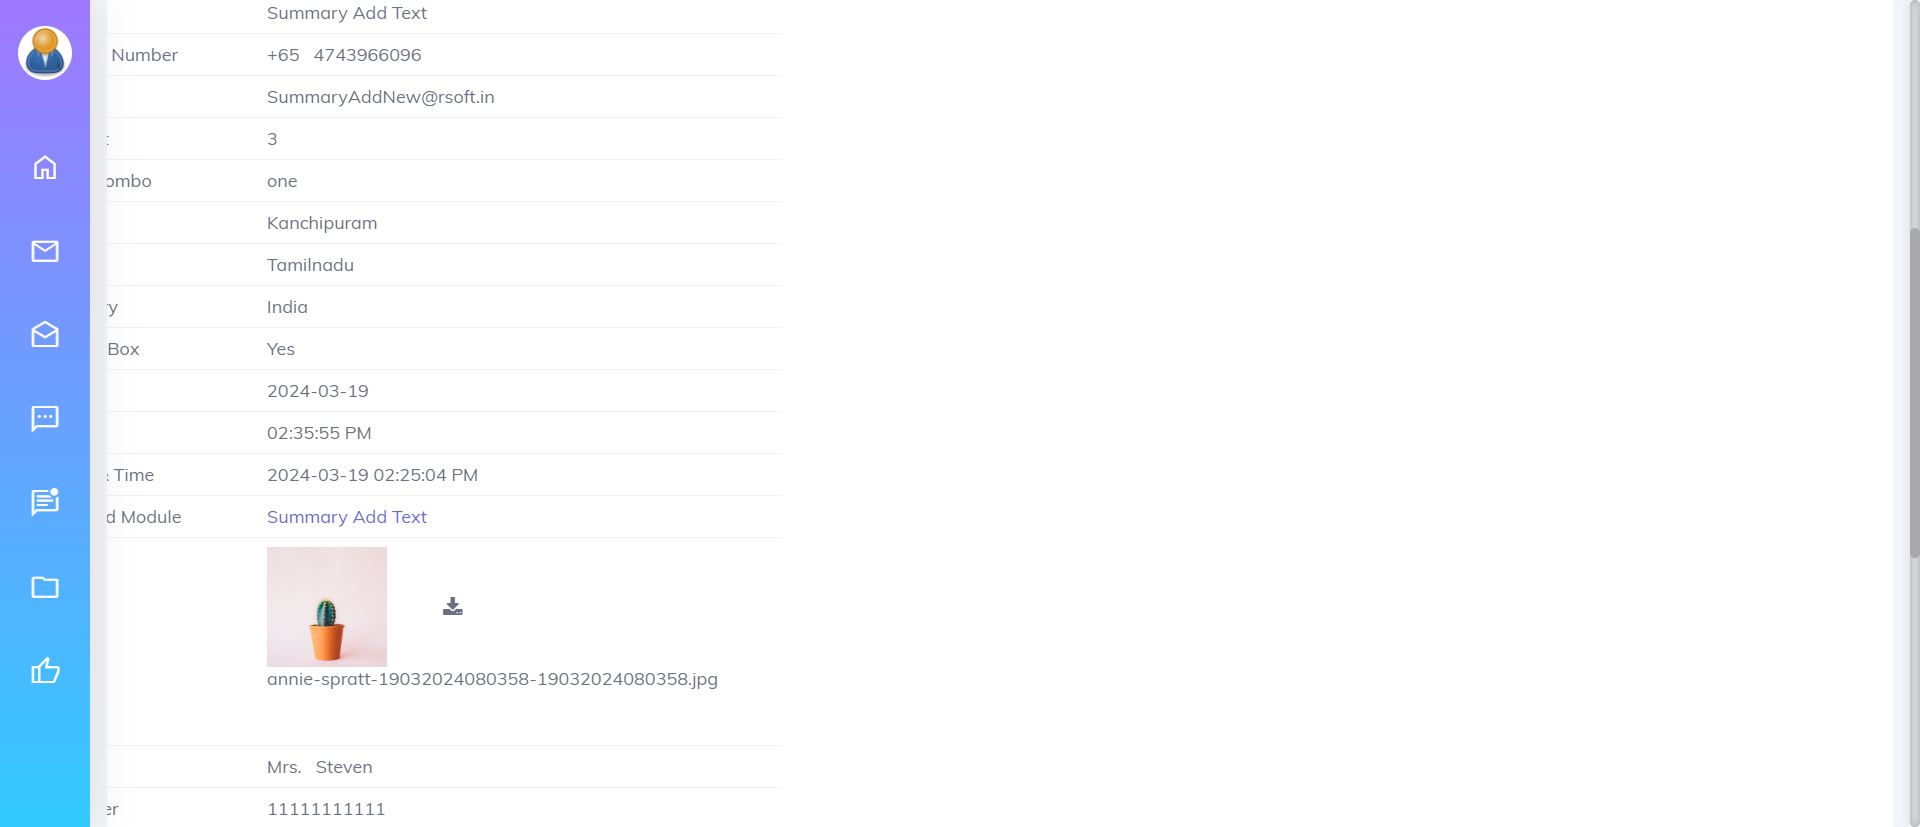 Summary Add Text
Number +65 4743966096
SummaryAddNew@rsoft.in
3
ombo one
Kanchipuram
Tamilnadu
ry India
Box Yes
2024-03-19
02:35:55 PM
& Time 2024-03-19 02:25:04 PM
d Module Summary Add Text
annie-spratt-19032024080358-19032024080358.jpg
Mrs. Steven
er 11111111111